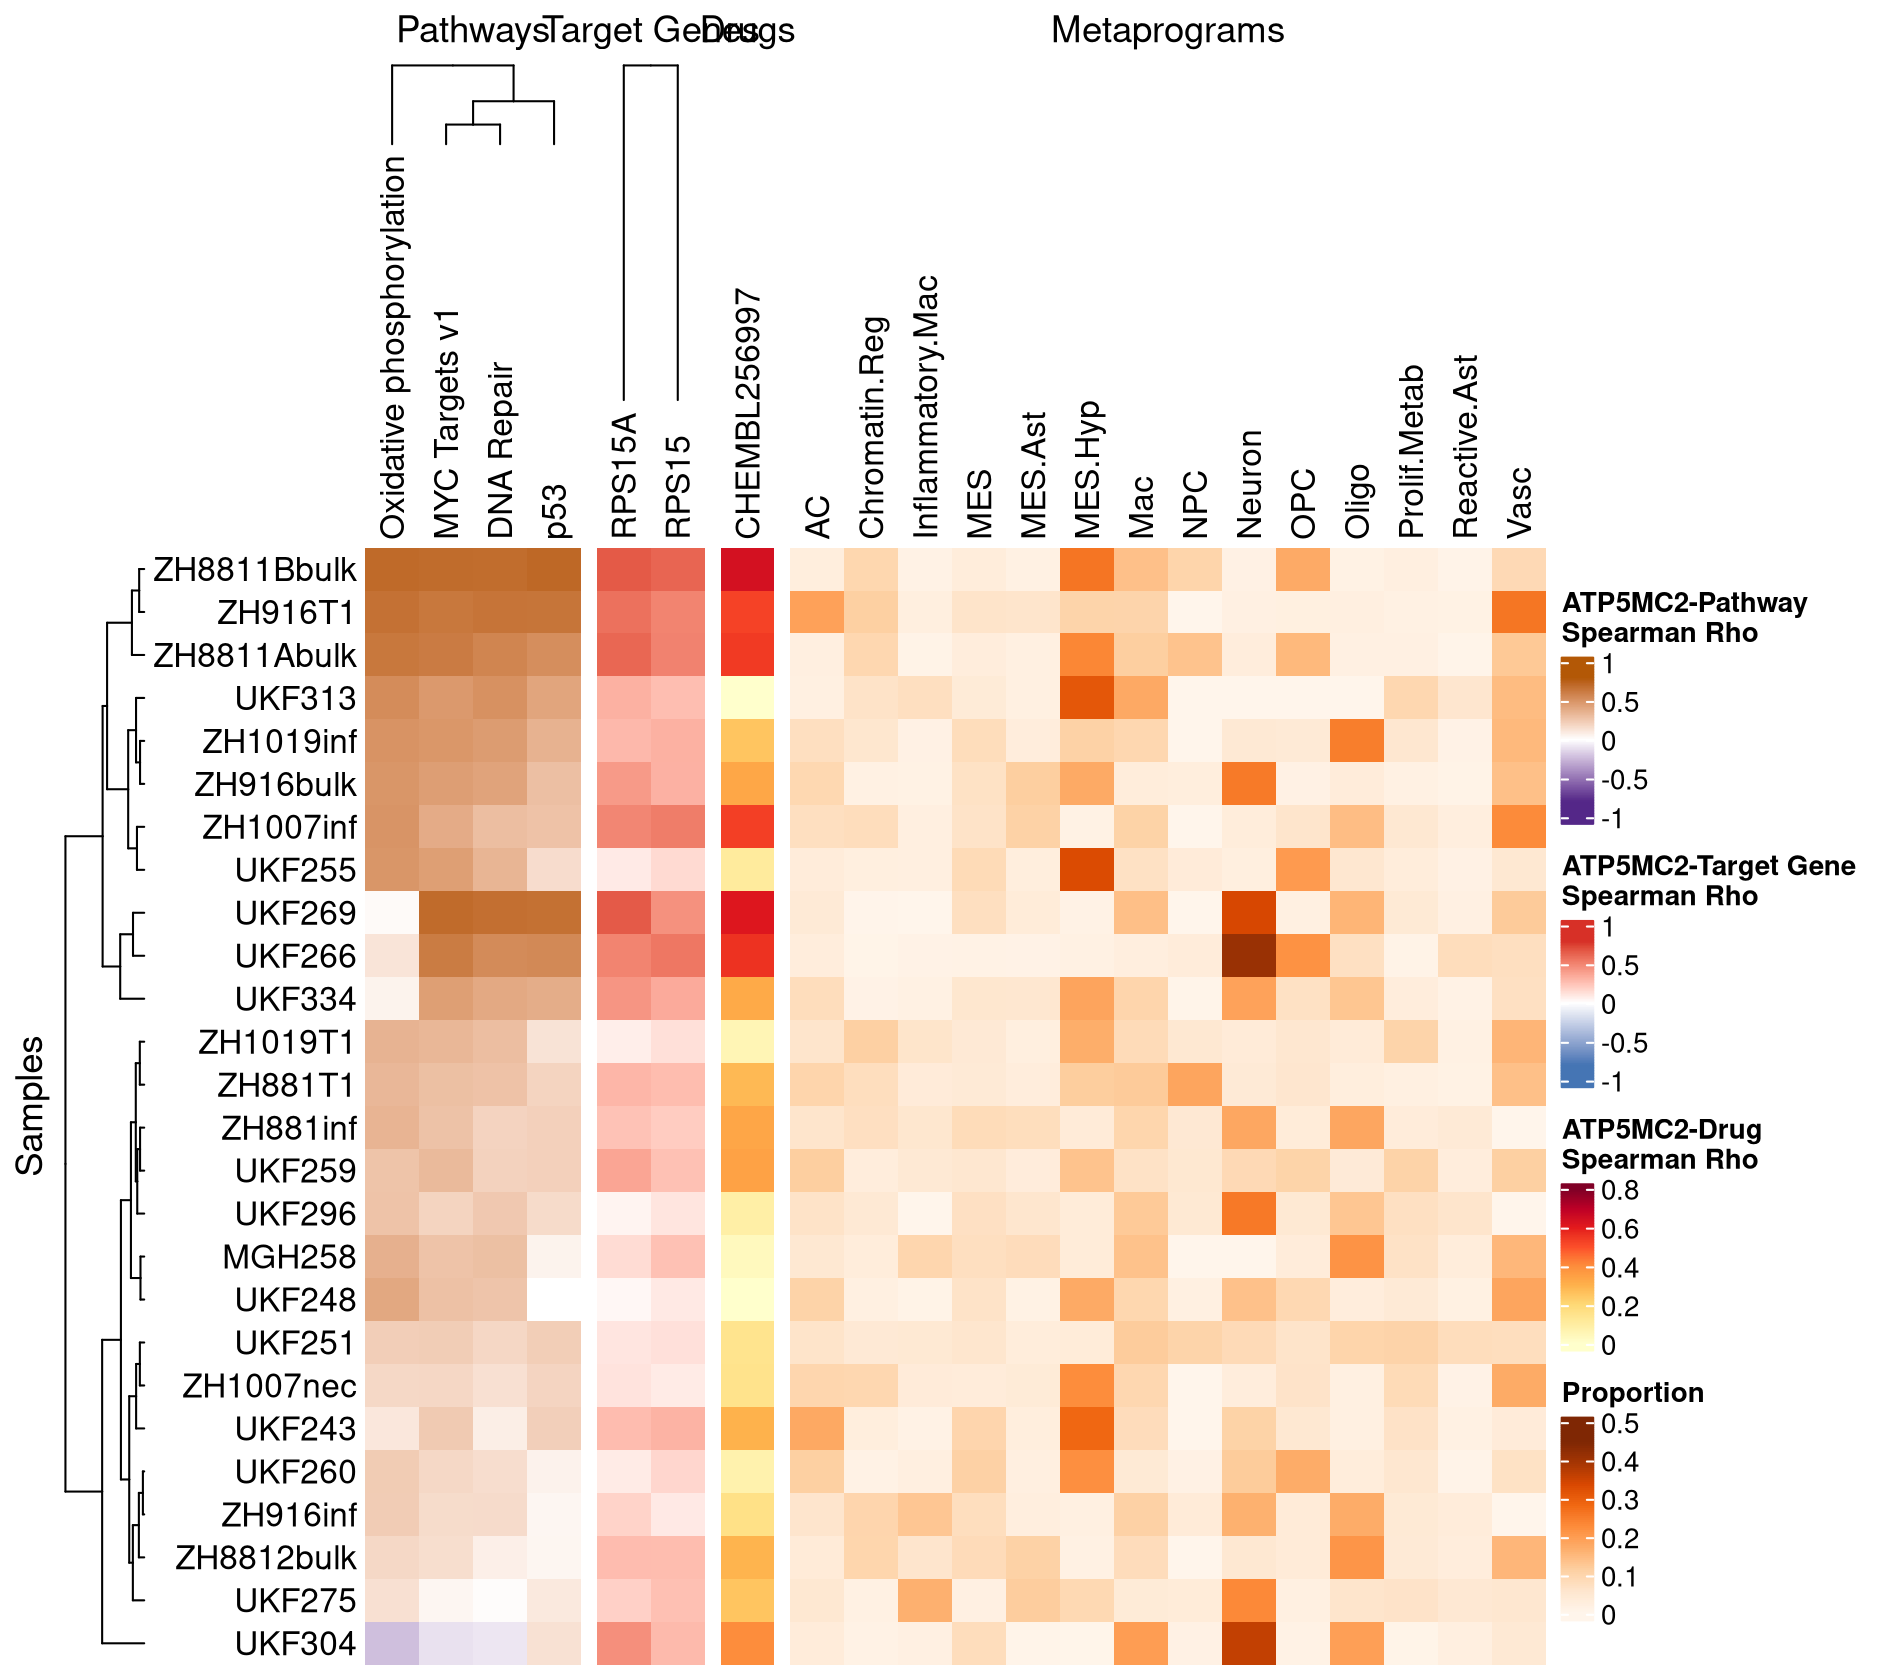 Pathways
Target Genes
Drugs
Metaprograms
Oxidative phosphorylation
MYC Targets v1
DNA Repair
p53
RPS15A
RPS15
CHEMBL256997
AC
Chromatin.Reg
Inflammatory.Mac
MES
MES.Ast
MES.Hyp
Mac
NPC
Neuron
OPC
Oligo
Prolif.Metab
Reactive.Ast
Vasc
Samples
ZH8811Bbulk
ZH916T1
ZH8811Abulk
UKF313
ZH1019inf
ZH916bulk
ZH1007inf
UKF255
UKF269
UKF266
UKF334
ZH1019T1
ZH881T1
ZH881inf
UKF259
UKF296
MGH258
UKF248
UKF251
ZH1007nec
UKF243
UKF260
ZH916inf
ZH8812bulk
UKF275
UKF304
ATP5MC2-Pathway
Spearman Rho
1
0.5
0
-0.5
-1
ATP5MC2-Target Gene
Spearman Rho
1
0.5
0
-0.5
-1
ATP5MC2-Drug
Spearman Rho
0.8
0.6
0.4
0.2
0
Proportion
0.5
0.4
0.3
0.2
0.1
0